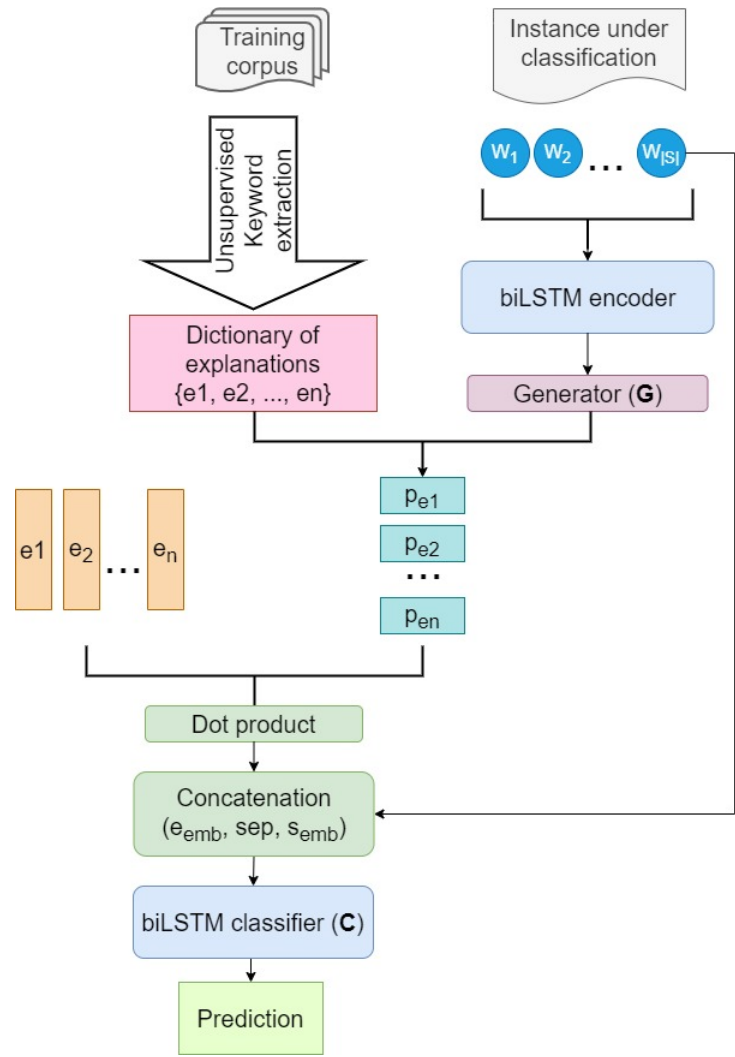 Training
corpus
Instance under
classification
w1 w2 ... w|S|
Unsupervised
Keyword
extraction
biLSTM encoder
Dictionary of
explanations
{e1, e2, ..., en}
Generator (G)
pe1
pe2
...
pen
e1 e2 ... en
Dot product
Concatenation
(eemb, sep, semb)
biLSTM classifier (C)
Prediction